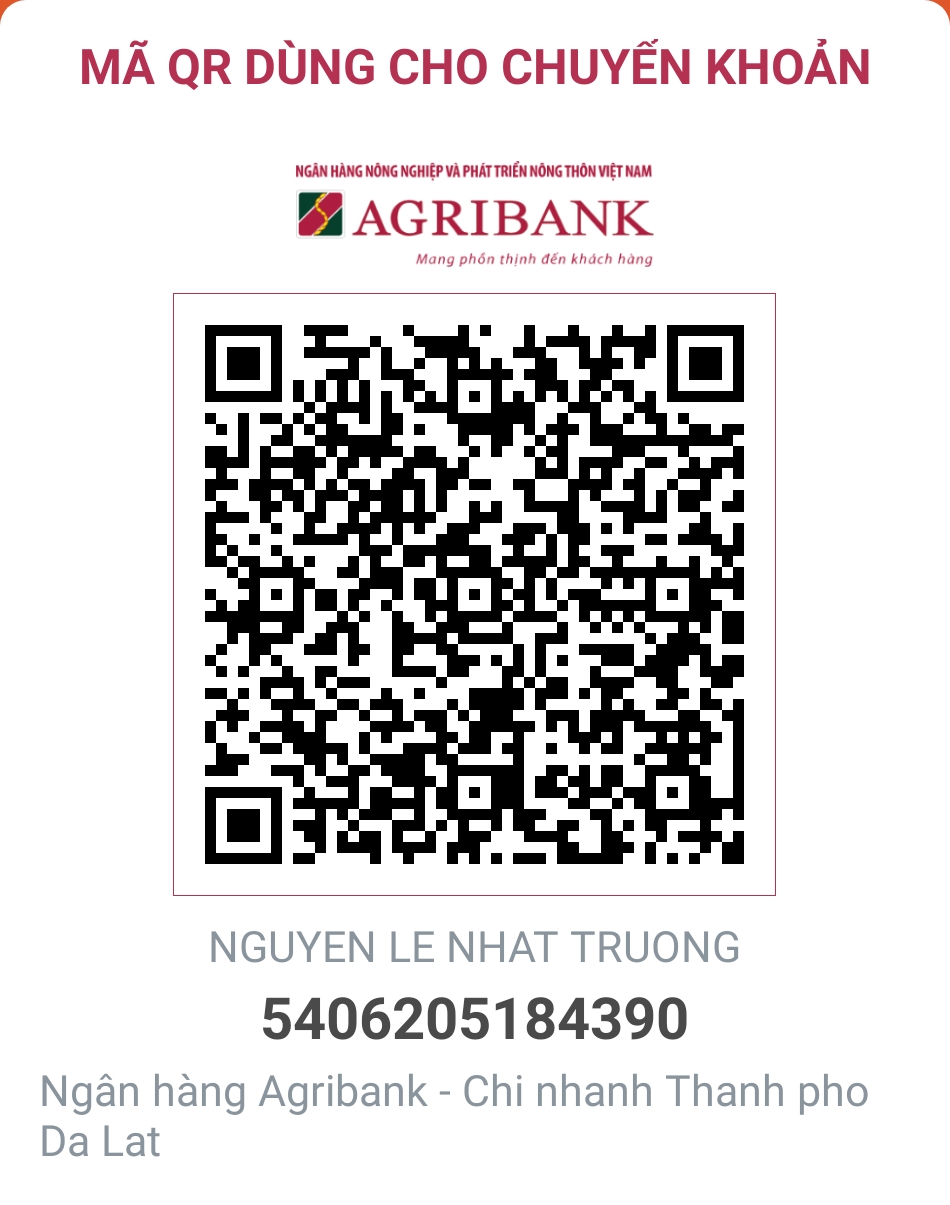 MÃ QR DÙNG CHO CHUYỂN KHOẢN
NGÂN HÀNG NÔNG NGHIỆP VÀ PHÁT TRIỂN NÔNG THÔN VIỆT NAM
AGRIBANK
Mang phồn thịnh đến khách hàng
NGUYEN LE NHAT TRUONG
5406205184390
Ngân hàng Agribank - Chi nhanh Thanh pho
Da Lat